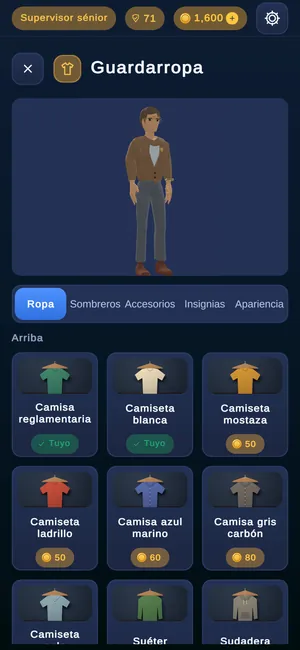 Supervisor sénior
71
1,600 +
Guardarropa
Ropa Sombreros Accesorios Insignias Apariencia
Arriba
Camisa
reglamentaria
Tuyo
Camiseta
blanca
Tuyo
Camiseta
mostaza
50
Camiseta
ladrillo
50
Camisa azul
marino
60
Camisa gris
carbón
80
Camiseta
Suéter
Sudadera